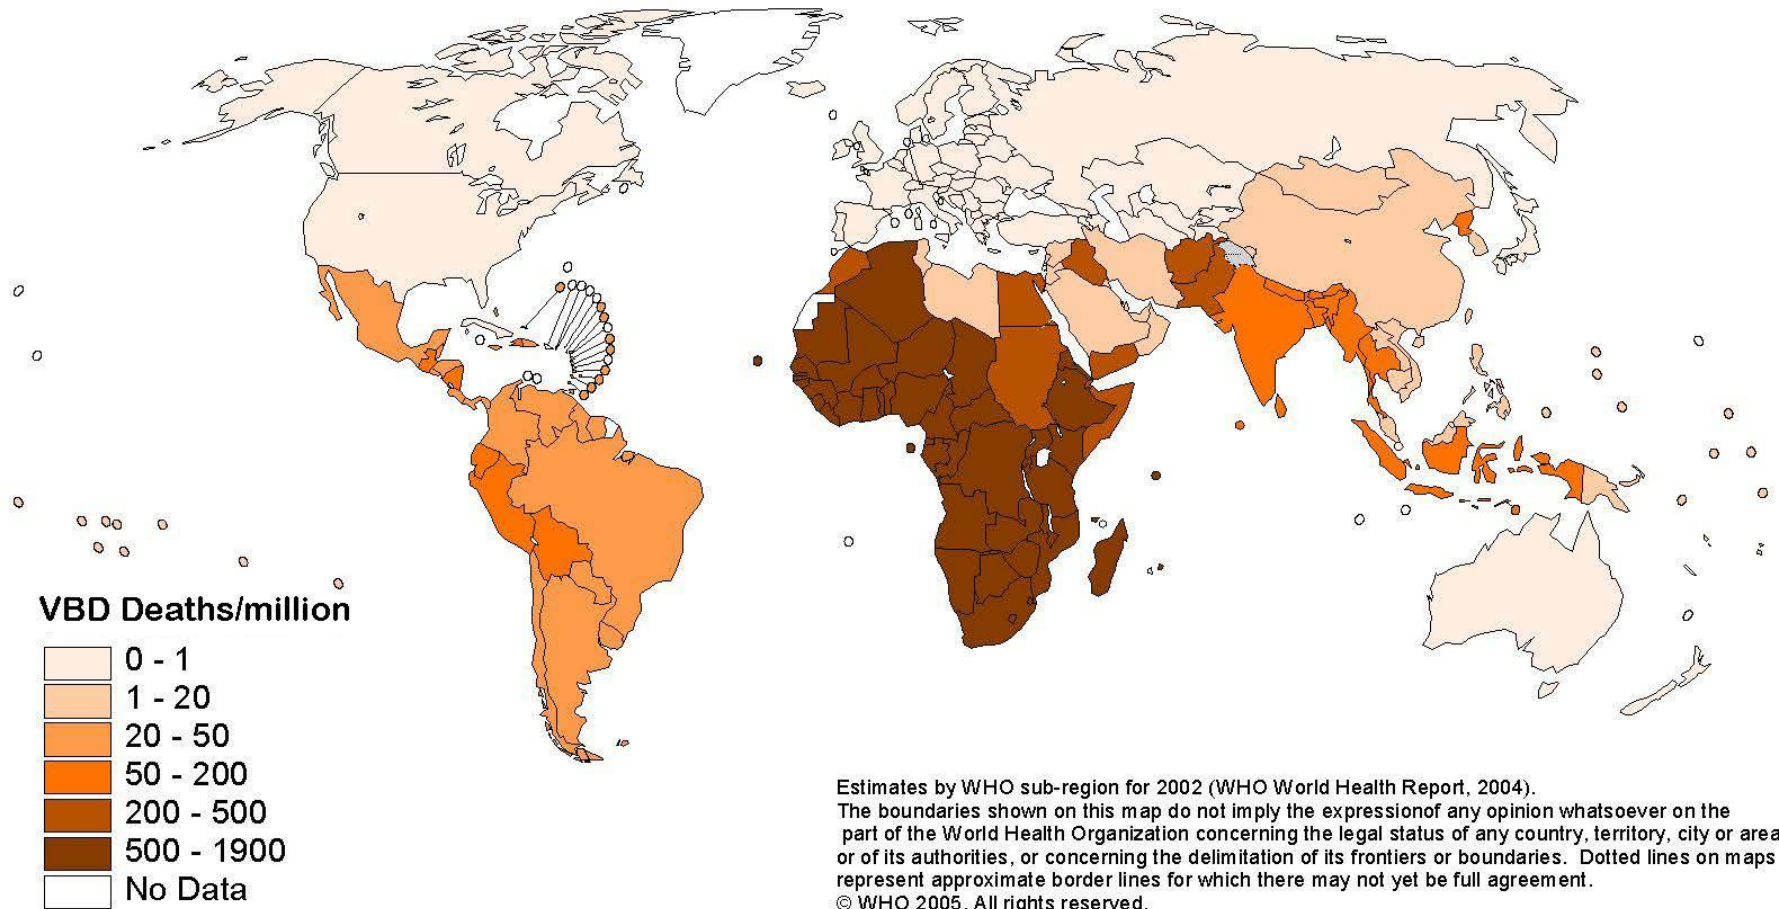 VBD Deaths/million
0 - 1
1 - 20
20 - 50
50 - 200
200 - 500
500 - 1900
No Data
Estimates by WHO sub-region for 2002 (WHO World Health Report, 2004).
The boundaries shown on this map do not imply the expressionof any opinion whatsoever on the
part of the World Health Organization concerning the legal status of any country, territory, city or area
or of its authorities, or concerning the delimitation of its frontiers or boundaries. Dotted lines on maps
represent approximate border lines for which there may not yet be full agreement.
© WHO 2005. All rights reserved.